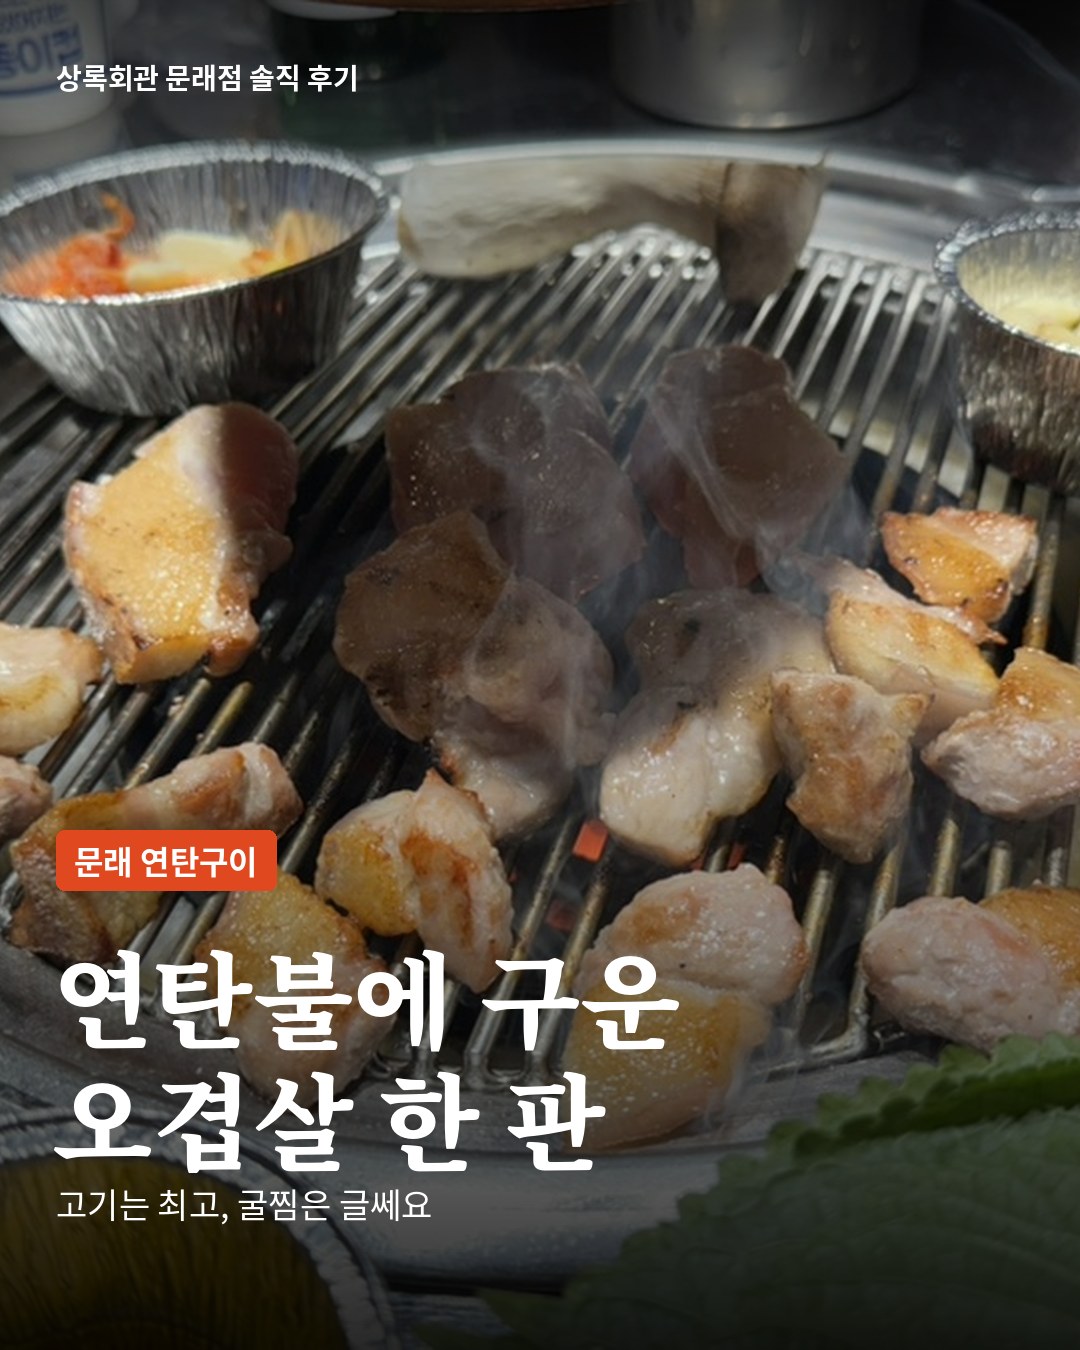 상록회관 문래점 솔직 후기
문래 연탄구이
연탄불에 구운
오겹살 한 판
고기는 최고, 굴찜은 글쎄요